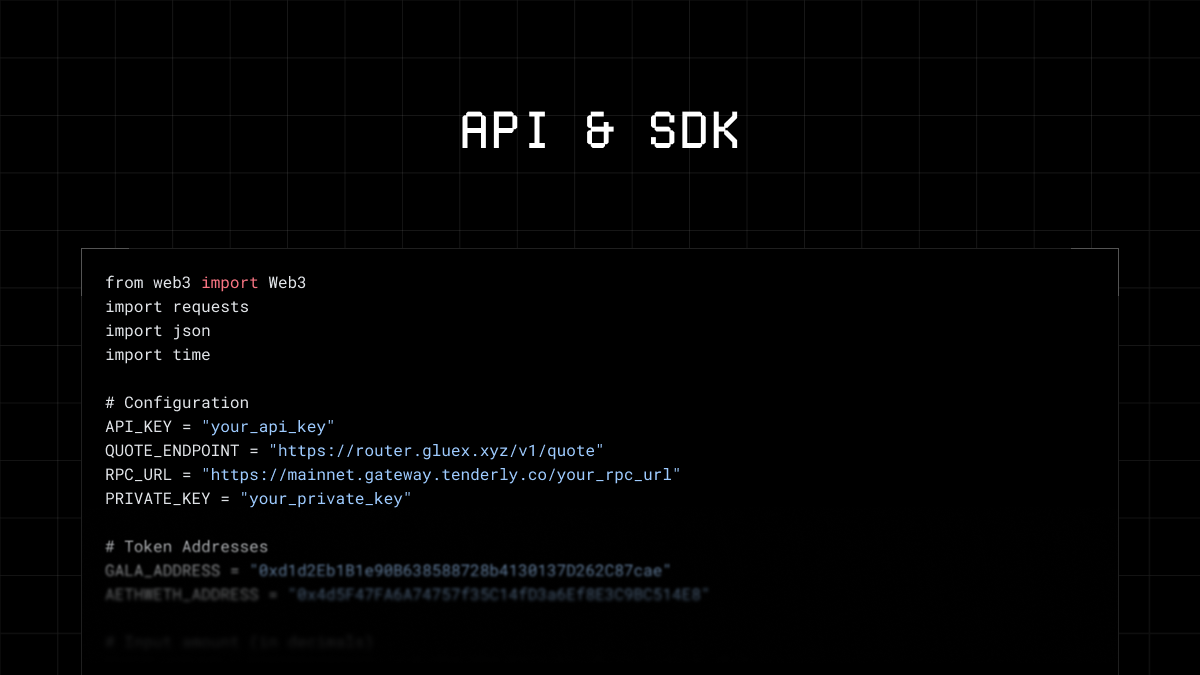 API & SDK
from web3 import Web3
import requests
import json
import time
# Configuration
API_KEY = "your_api_key"
QUOTE_ENDPOINT = "https://router.gluex.xyz/v1/quote"
RPC_URL = "https://mainnet.gateway.tenderly.co/your_rpc_url"
PRIVATE_KEY = "your_private_key"
# Token Addresses
GALA_ADDRESS = "0xd1d2Eb1B1e90B638588728b4130137D262C87cae"
AETHWETH_ADDRESS = "0x4d5F47FA6A74757f35C14fD3a6Ef8E3C9BC514E8"
# Input amount (in decimals)